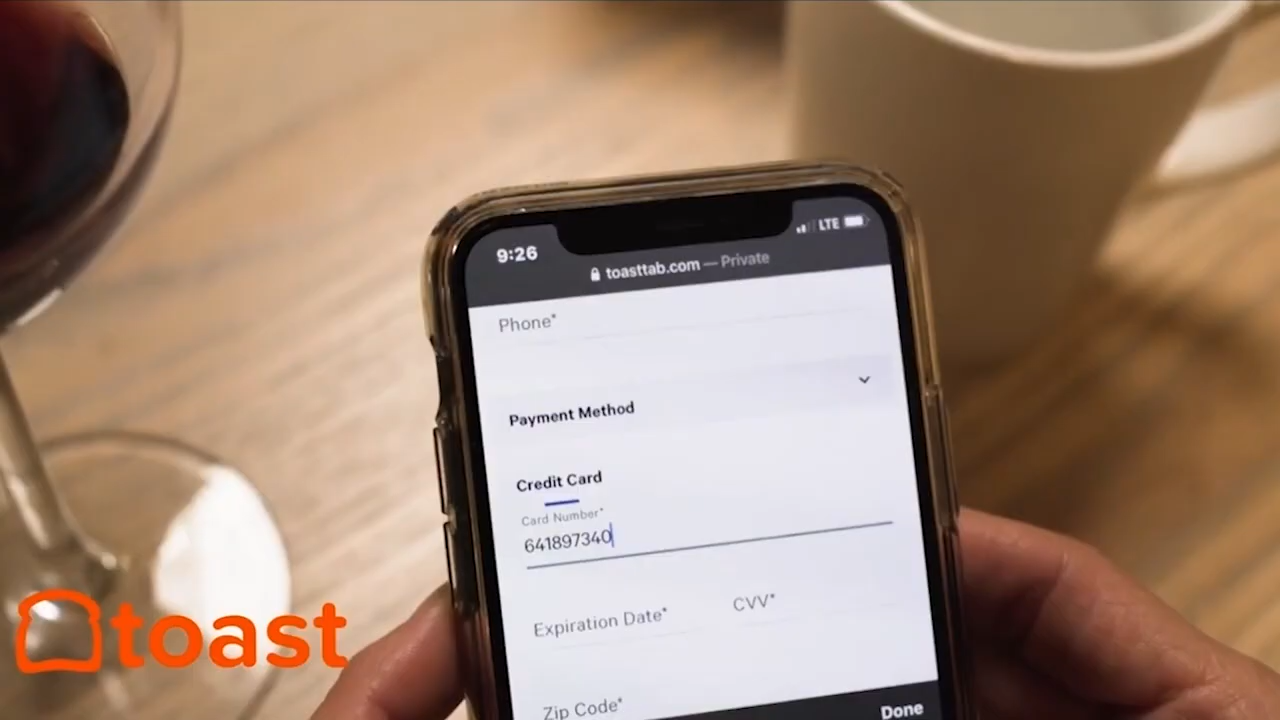 9:26
LTE
toasttab.com — Private
Phone*
Payment Method
Credit Card
Card Number*
641897340
Expiration Date*
CVV*
Zip Code*
Done
toast